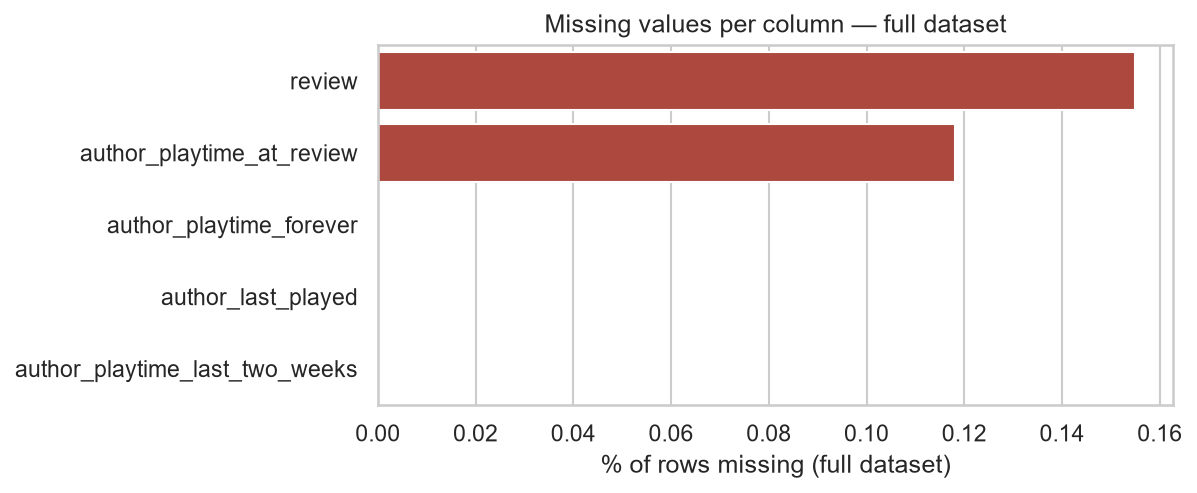 Missing values per column — full dataset
review
author_playtime_at_review
author_playtime_forever
author_last_played
author_playtime_last_two_weeks
0.00 0.02 0.04 0.06 0.08 0.10 0.12 0.14 0.16
% of rows missing (full dataset)